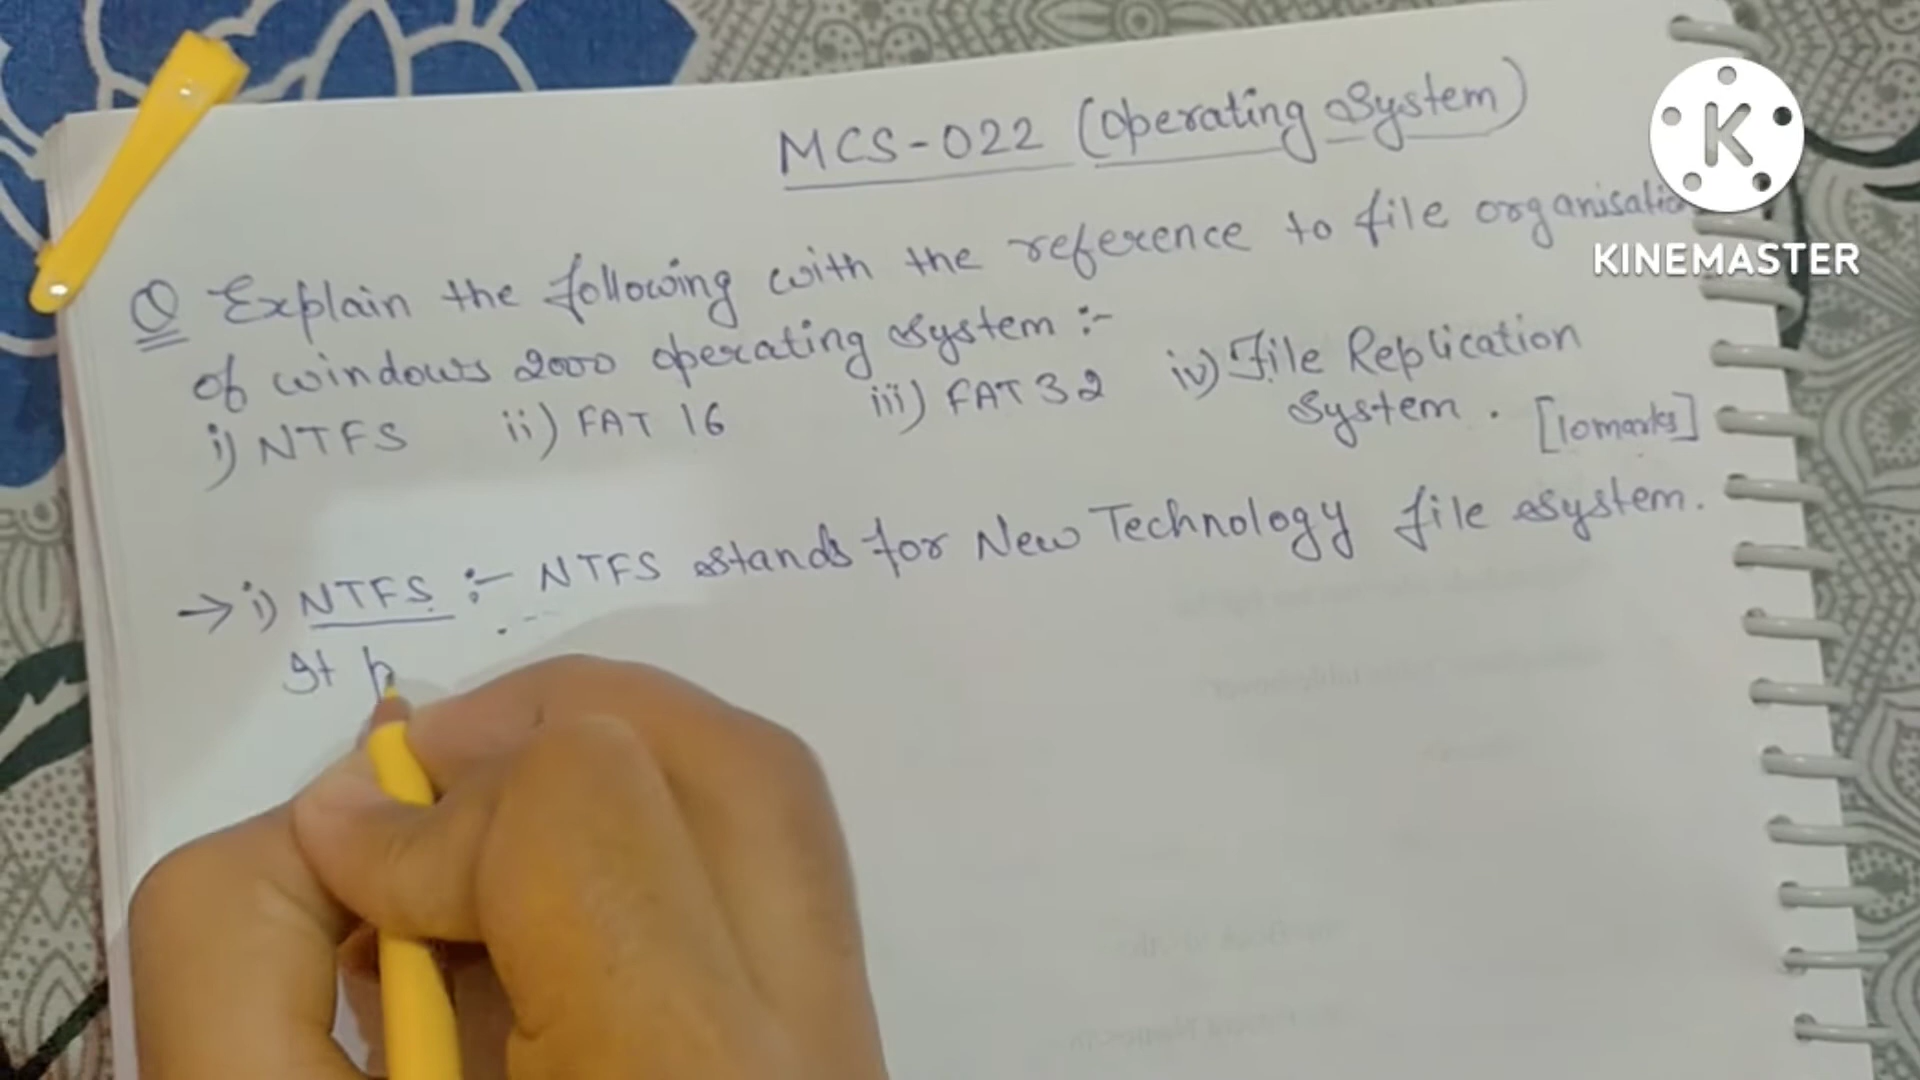 MCS-022 (Operating System)
Q Explain the following with the reference to file organisatio
of windows 2000 operating system :-
i) NTFS ii) FAT 16 iii) FAT 32 iv) File Replication
System. [10 marks]
→ i) NTFS :- NTFS stands for New Technology file system.
It p
K
KINEMASTER